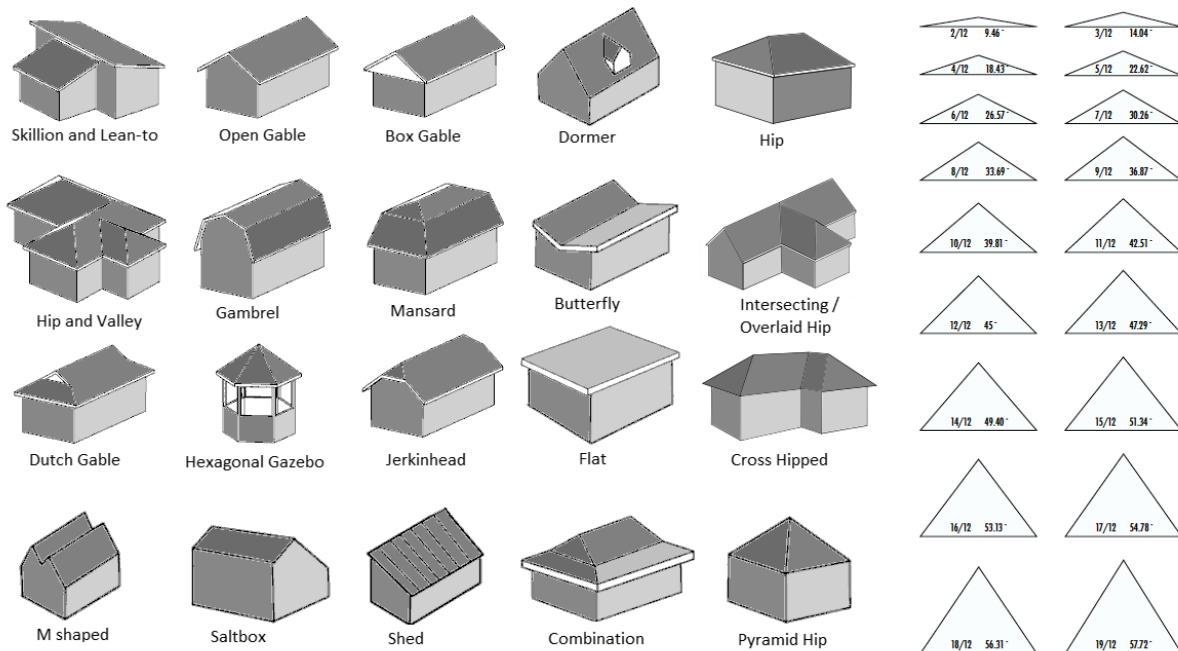 Skillion and Lean-to
Open Gable
Box Gable
Dormer
Hip
Hip and Valley
Gambrel
Mansard
Butterfly
Intersecting /
Overlaid Hip
Dutch Gable
Hexagonal Gazebo
Jerkinhead
Flat
Cross Hipped
M shaped
Saltbox
Shed
Combination
Pyramid Hip
2/12 9.46 -
3/12 14.04 -
4/12 18.43 -
5/12 22.62 -
6/12 26.57 -
7/12 30.26 -
8/12 33.69 -
9/12 36.87 -
10/12 39.81 -
11/12 42.51 -
12/12 45 -
13/12 47.29 -
14/12 49.40 -
15/12 51.34 -
16/12 53.13 -
17/12 54.78 -
18/12 56.31 -
19/12 57.72 -